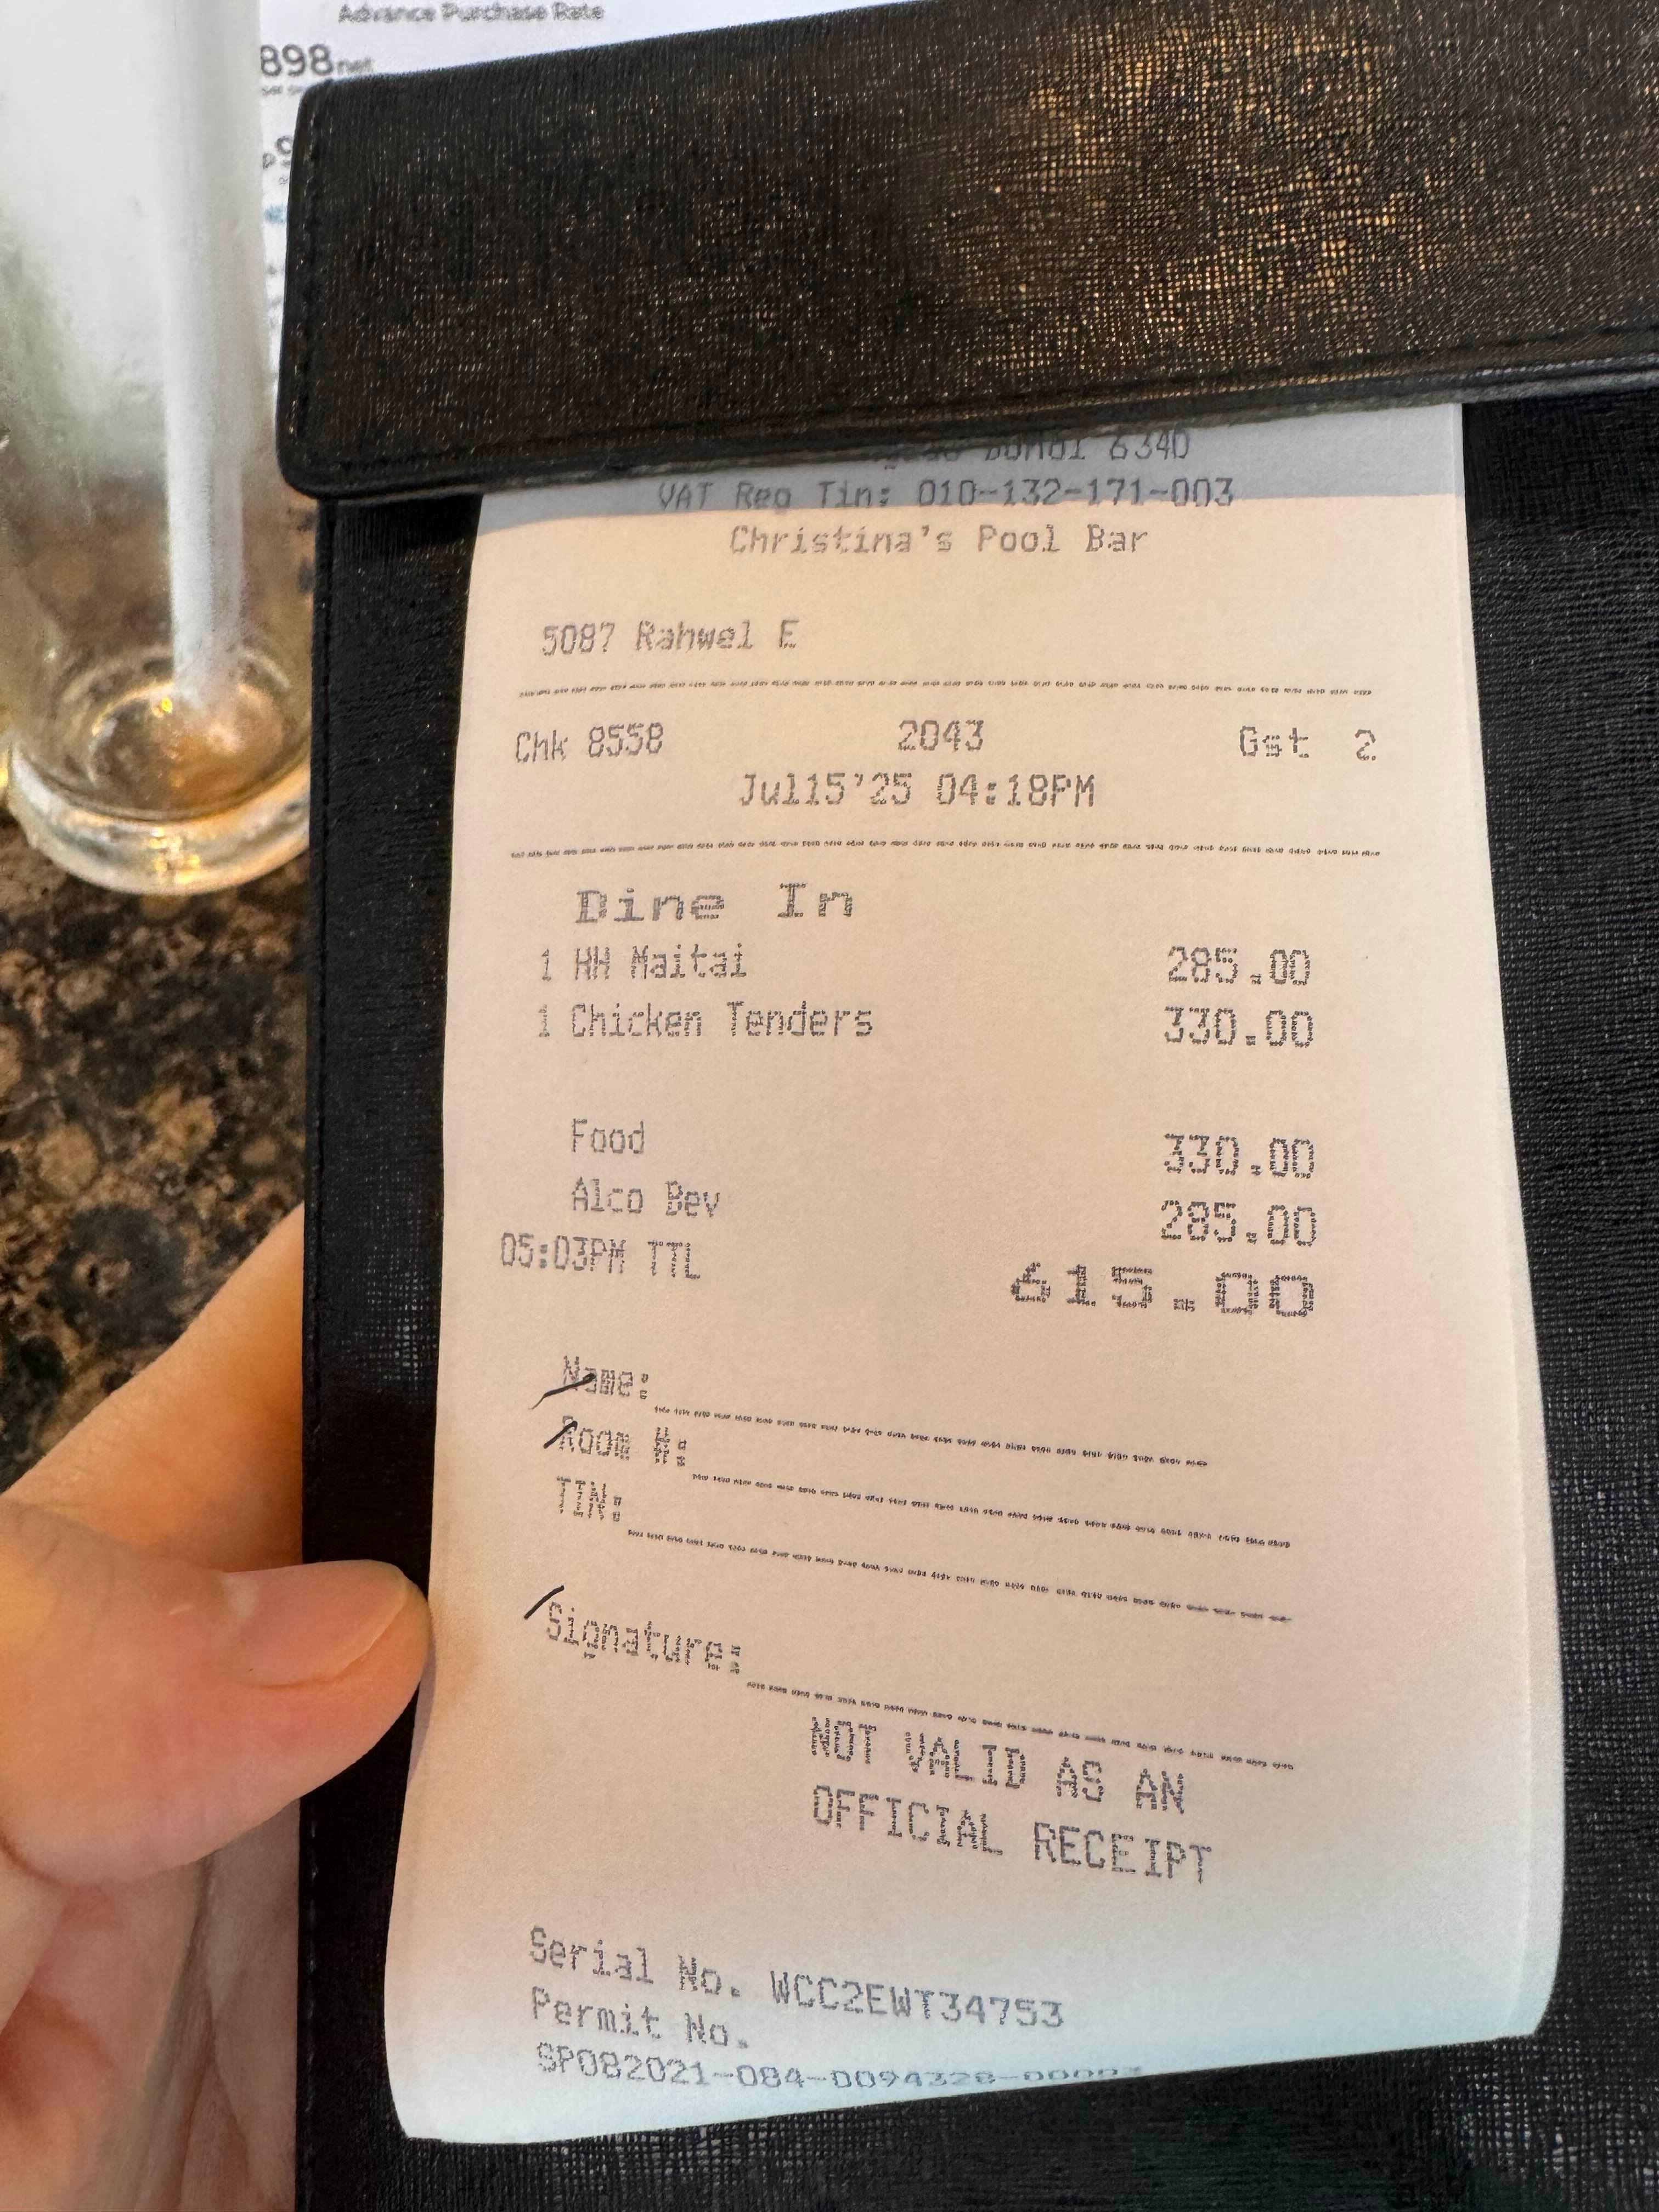 Advance Purchase Rate
898 net
6340
VAT Reg Tin: 010-132-171-003
Christina's Pool Bar
5087 Rahwel E
Chk 8558 2043 Gst 2
Jul15'25 04:18PM
Dine In
1 HH Maitai 285.00
1 Chicken Tenders 330.00
Food 330.00
Alco Bev 285.00
05:03PM TTL 615.00
Name:
Room #:
TIN:
Signature:
NOT VALID AS AN
OFFICIAL RECEIPT
Serial No. WCC2EWT34753
Permit No.